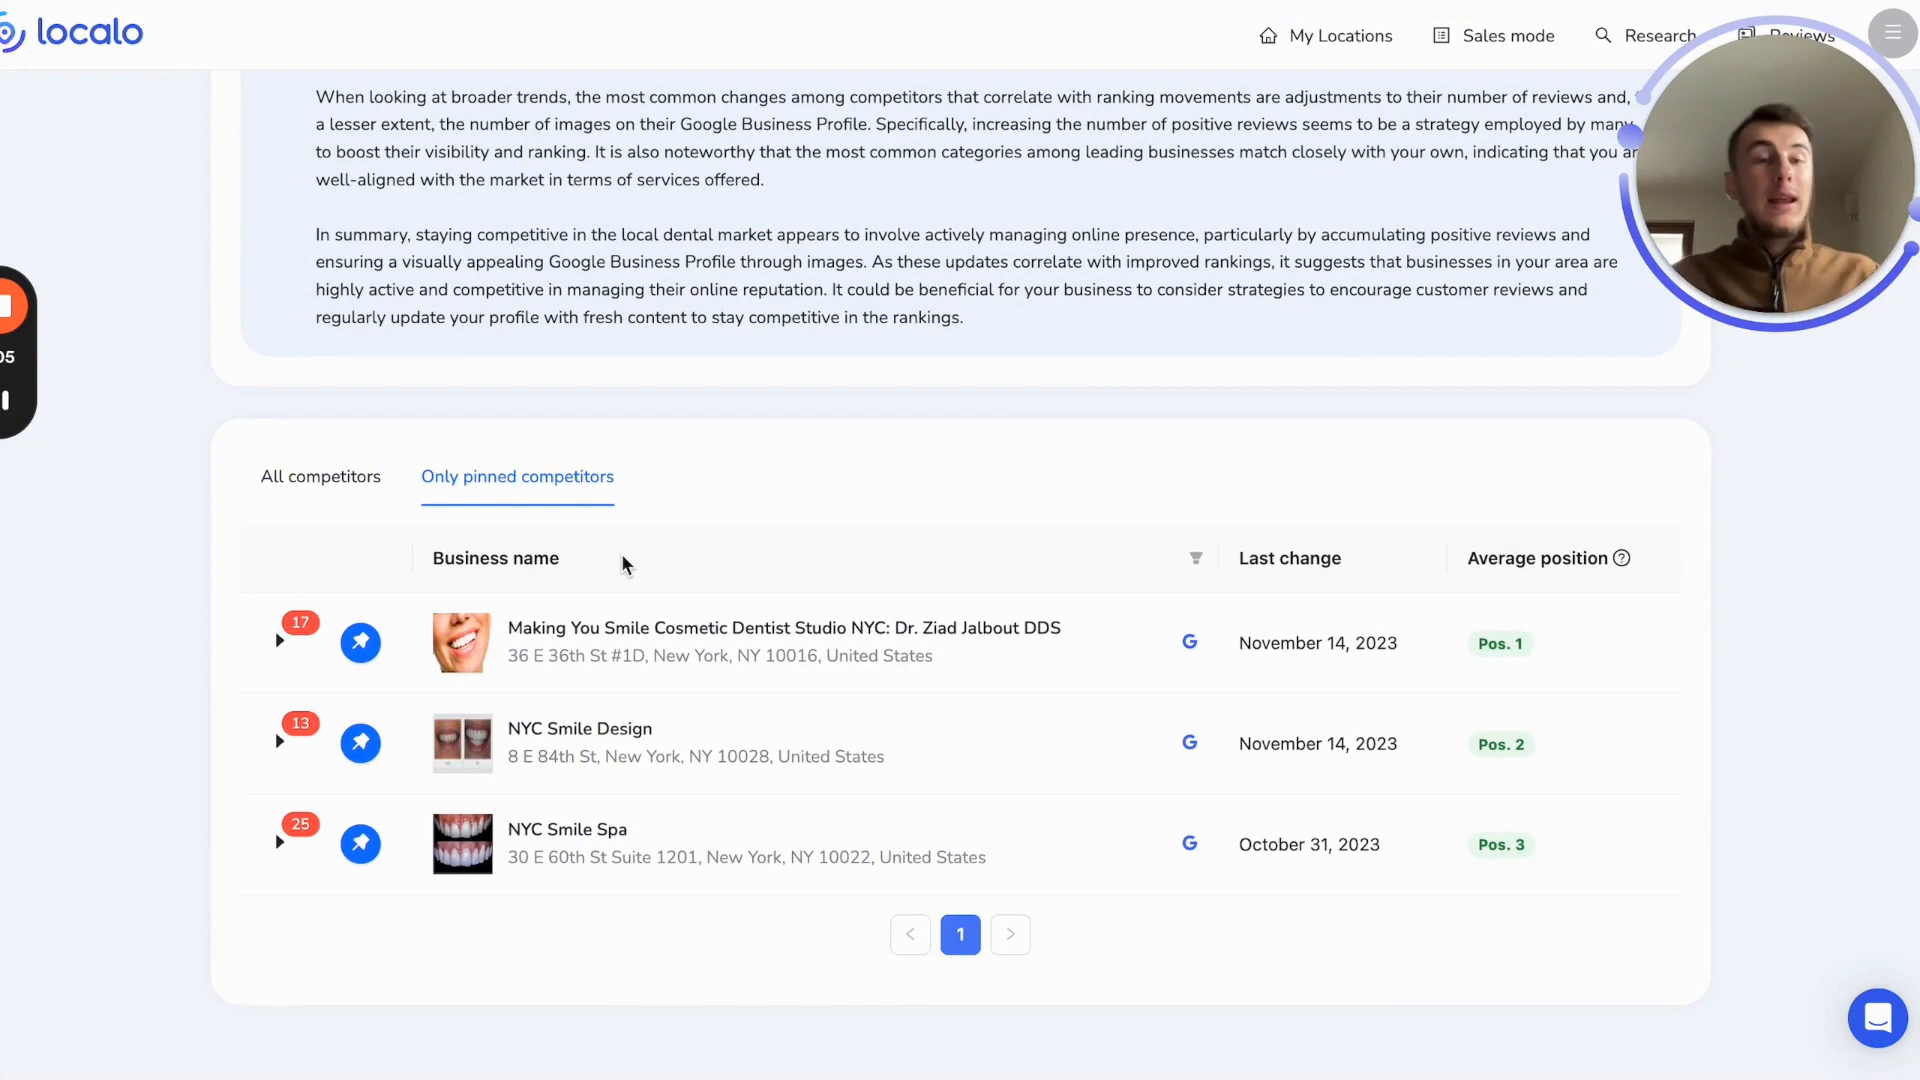 localo
My Locations
Sales mode
Research
Reviews
When looking at broader trends, the most common changes among competitors that correlate with ranking movements are adjustments to their number of reviews and,
a lesser extent, the number of images on their Google Business Profile. Specifically, increasing the number of positive reviews seems to be a strategy employed by many
to boost their visibility and ranking. It is also noteworthy that the most common categories among leading businesses match closely with your own, indicating that you ar
well-aligned with the market in terms of services offered.
In summary, staying competitive in the local dental market appears to involve actively managing online presence, particularly by accumulating positive reviews and
ensuring a visually appealing Google Business Profile through images. As these updates correlate with improved rankings, it suggests that businesses in your area are
highly active and competitive in managing their online reputation. It could be beneficial for your business to consider strategies to encourage customer reviews and
regularly update your profile with fresh content to stay competitive in the rankings.
05
All competitors
Only pinned competitors
Business name
Last change
Average position
17
Making You Smile Cosmetic Dentist Studio NYC: Dr. Ziad Jalbout DDS
36 E 36th St #1D, New York, NY 10016, United States
G
November 14, 2023
Pos. 1
13
NYC Smile Design
8 E 84th St, New York, NY 10028, United States
G
November 14, 2023
Pos. 2
25
NYC Smile Spa
30 E 60th St Suite 1201, New York, NY 10022, United States
G
October 31, 2023
Pos. 3
< 1 >